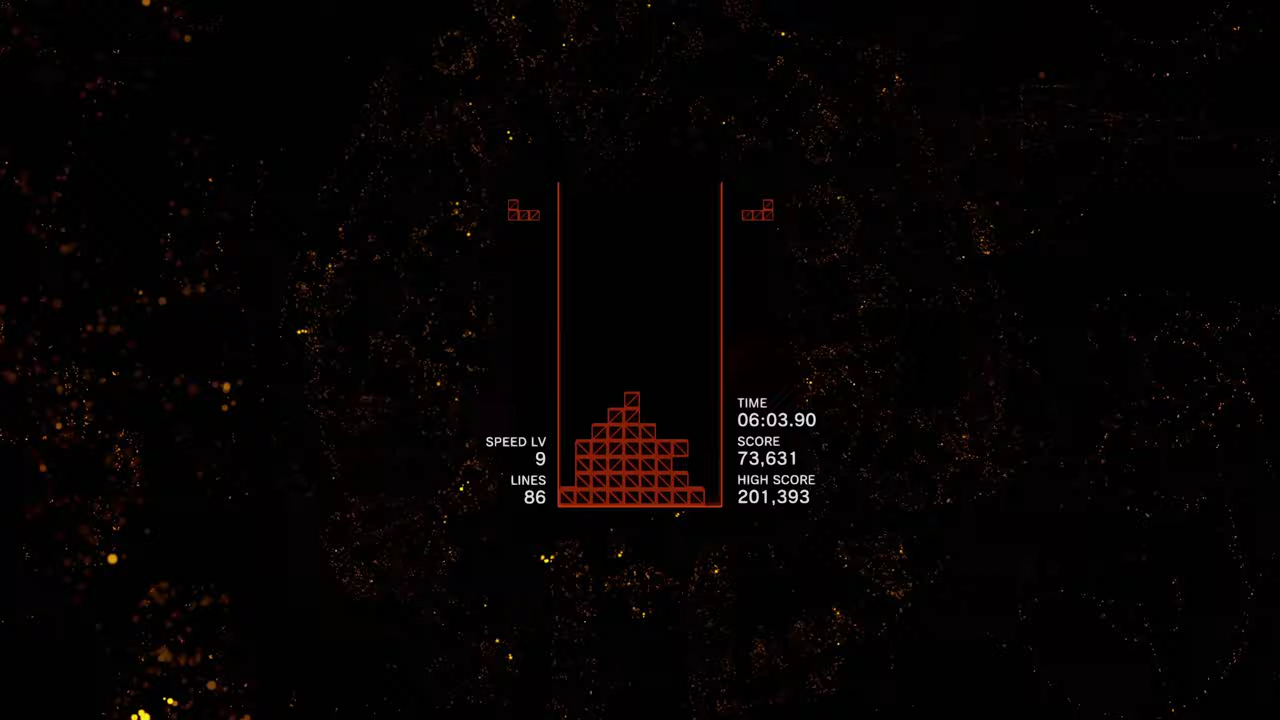 SPEED LV
9
LINES
86
TIME
06:03.90
SCORE
73,631
HIGH SCORE
201,393